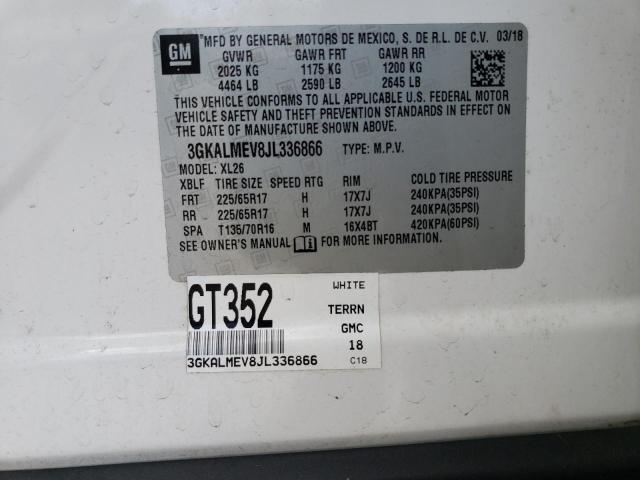 GM MFD BY GENERAL MOTORS DE MEXICO, S. DE R.L. DE C.V. 03/18
GVWR GAWR FRT GAWR RR
2025 KG 1175 KG 1200 KG
4464 LB 2590 LB 2645 LB
THIS VEHICLE CONFORMS TO ALL APPLICABLE U.S. FEDERAL MOTOR
VEHICLE SAFETY AND THEFT PREVENTION STANDARDS IN EFFECT ON
THE DATE OF MANUFACTURE SHOWN ABOVE.
3GKALMEV8JL336866 TYPE: M.P.V.
MODEL: XL26
XBLF TIRE SIZE SPEED RTG RIM COLD TIRE PRESSURE
FRT 225/65R17 H 17X7J 240KPA(35PSI)
RR 225/65R17 H 17X7J 240KPA(35PSI)
SPA T135/70R16 M 16X4BT 420KPA(60PSI)
SEE OWNER'S MANUAL FOR MORE INFORMATION
WHITE
GT352
TERRN
GMC
18
3GKALMEV8JL336866 C18